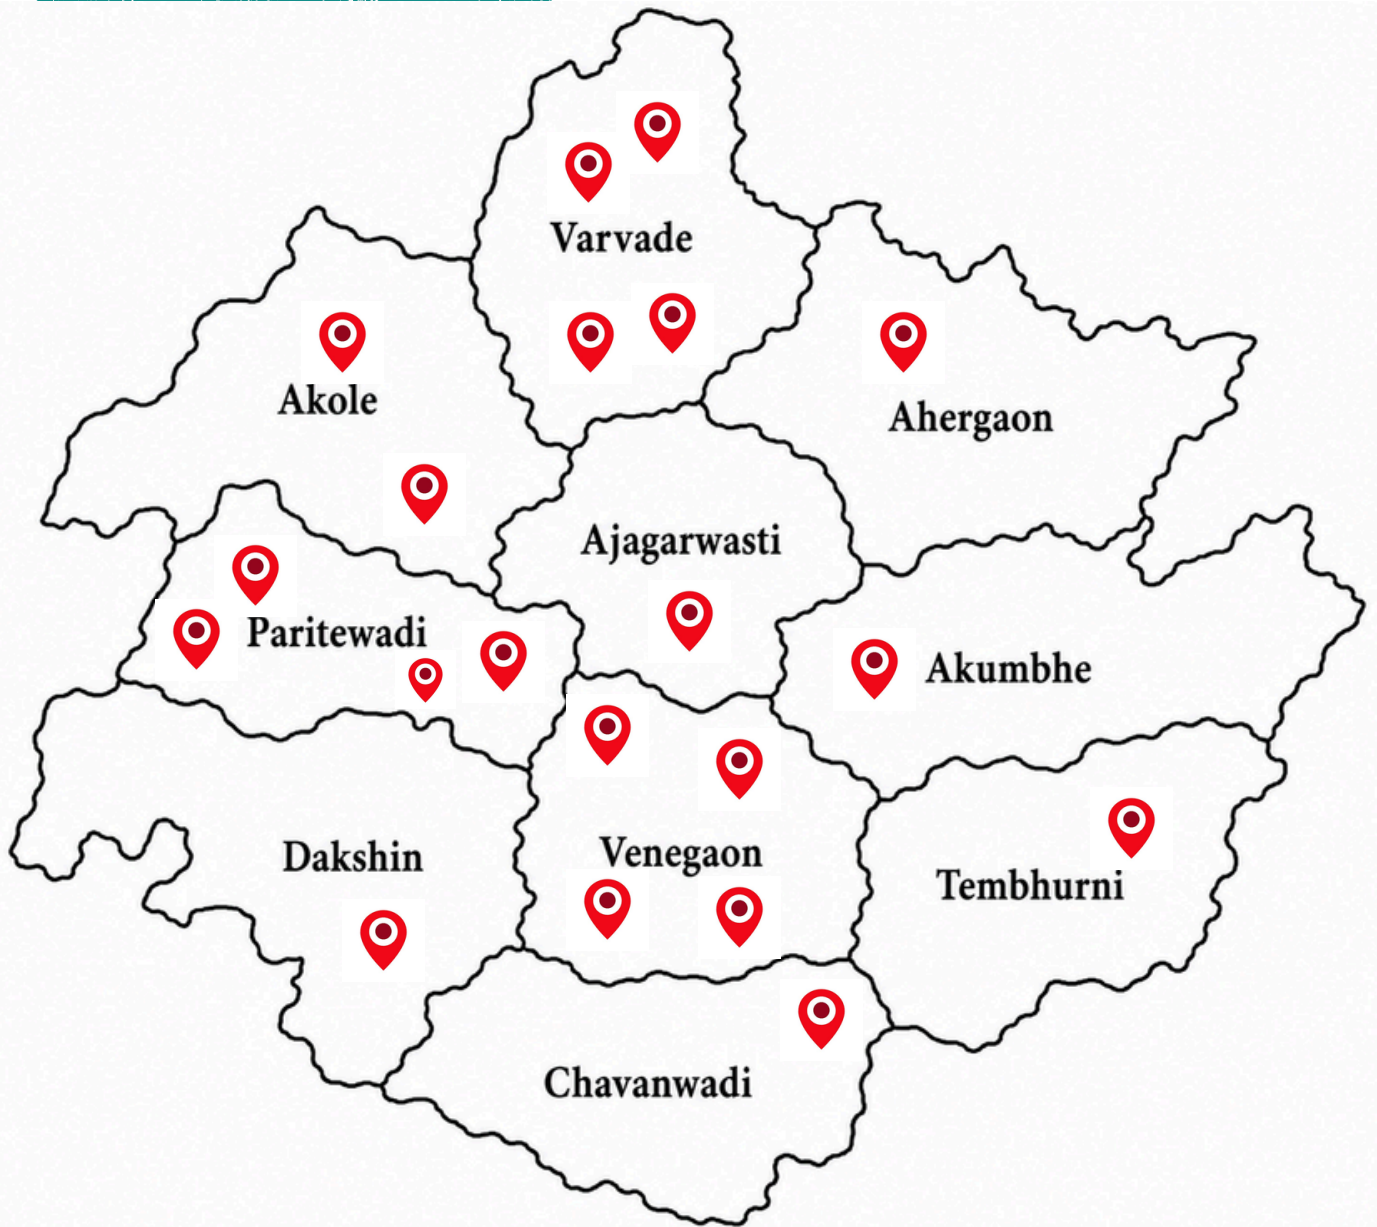 Varvade
Akole
Ahergaon
Ajagarwasti
Paritewadi
Akumbhe
Dakshin
Venegaon
Tembhurni
Chavanwadi